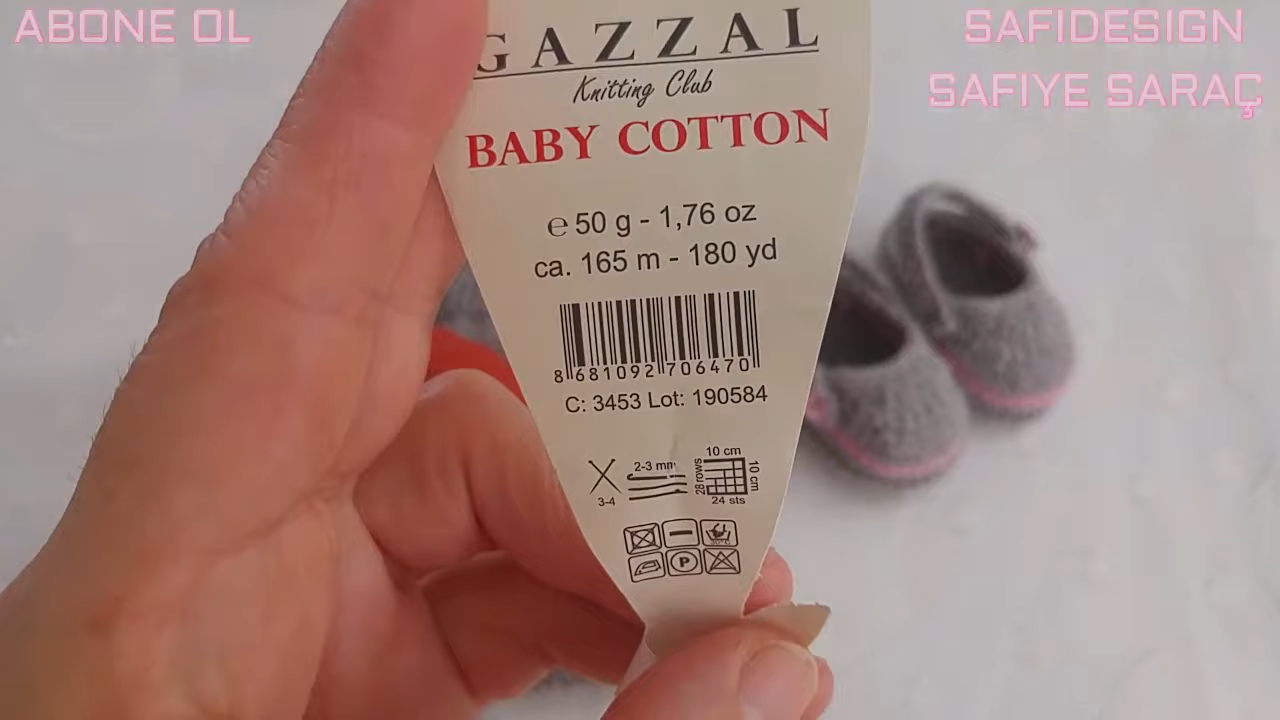 ABONE OL
SAFIDESIGN
SAFIYE SARAÇ
GAZZAL
Knitting Club
BABY COTTON
℮ 50 g - 1,76 oz
ca. 165 m - 180 yd
8 681092 706470
C: 3453 Lot: 190584
3-4
2-3 mm
10 cm
28 rows
10 cm
24 sts
P